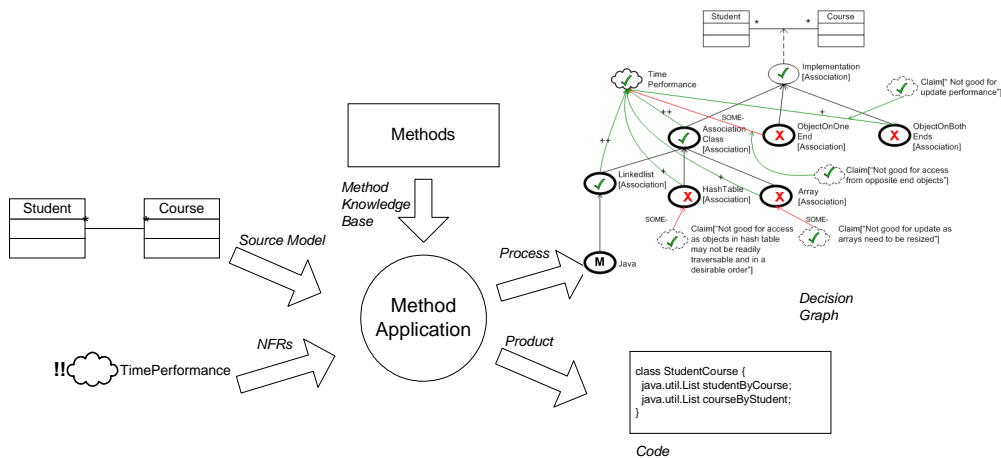 Student
*
*
Course
Implementation
[Association]
Time
Performance
Claim[“ Not good for
update performance”]
SOME-
+
++
++
Association
Class
[Association]
X
ObjectOnOne
End
[Association]
X
ObjectOnBoth
Ends
[Association]
Linkedlist
[Association]
+
X
HashTable
[Association]
+
X
Array
[Association]
Claim[“Not good for access
from opposite end objects]
SOME-
Claim[“Not good for access
as objects in hash table
may not be readily
traversable and in a
desirable order”]
SOME-
Claim[“Not good for update as
arrays need to be resized”]
M
Java
Decision
Graph
Methods
Method
Knowledge
Base
Student
*
*
Course
Source Model
Process
Method
Application
NFRs
Product
!!
TimePerformance
class StudentCourse {
java.util.List studentByCourse;
java.util.List courseByStudent;
}
Code